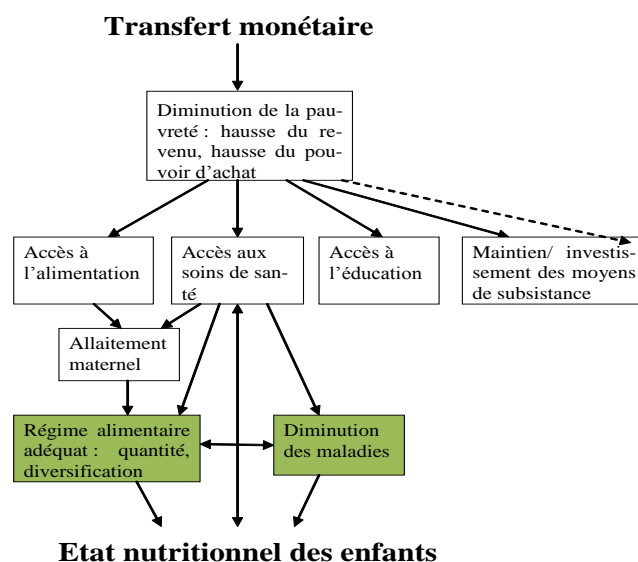 Transfert monétaire
Diminution de la pau-
vreté : hausse du re-
venu, hausse du pou-
voir d'achat
Accès à
l'alimentation
Accès aux
soins de san-
té
Accès à
l'éducation
Maintien/ investis-
sement des moyens
de subsistance
Allaitement
maternel
Régime alimentaire
adéquat : quantité,
diversification
Diminution
des maladies
Etat nutritionnel des enfants